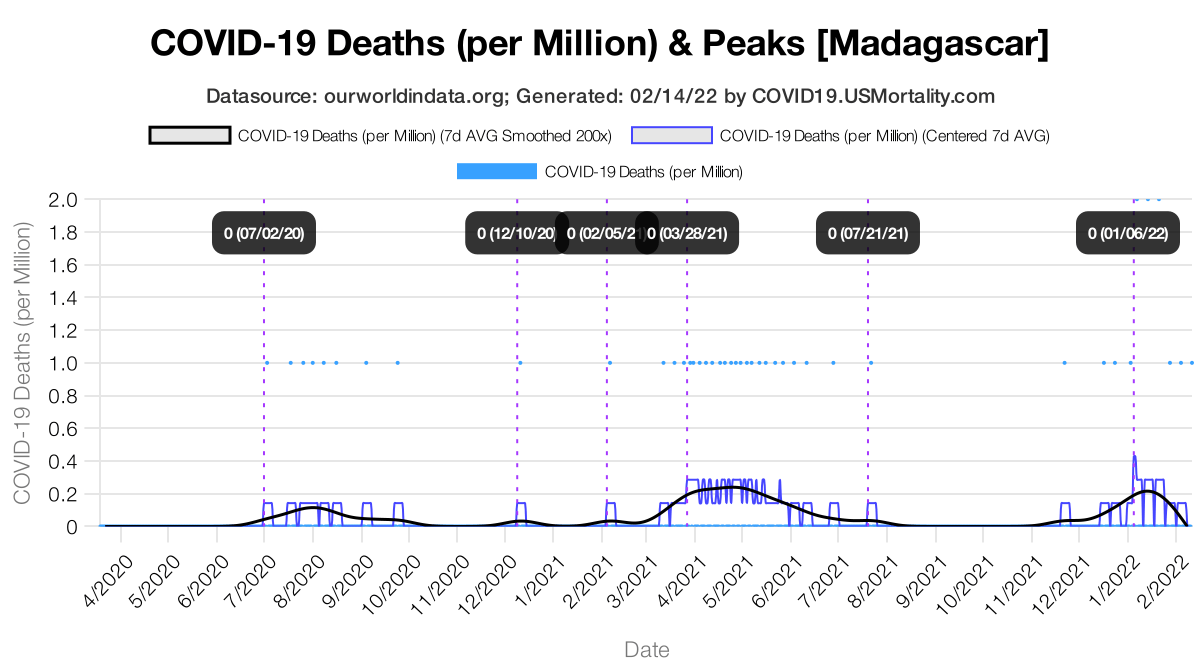 COVID-19 Deaths (per Million) & Peaks [Madagascar]
Datasource: ourworldindata.org; Generated: 02/14/22 by COVID19.USMortality.com
COVID-19 Deaths (per Million) (7d AVG Smoothed 200x) COVID-19 Deaths (per Million) (Centered 7d AVG)
COVID-19 Deaths (per Million)
COVID-19 Deaths (per Million)
2.0
1.8
1.6
1.4
1.2
1.0
0.8
0.6
0.4
0.2
0
0 (07/02/20) 0 (12/10/20) 0 (02/05/21) 0 (03/28/21) 0 (07/21/21) 0 (01/06/22)
4/2020 5/2020 6/2020 7/2020 8/2020 9/2020 10/2020 11/2020 12/2020 1/2021 2/2021 3/2021 4/2021 5/2021 6/2021 7/2021 8/2021 9/2021 10/2021 11/2021 12/2021 1/2022 2/2022
Date